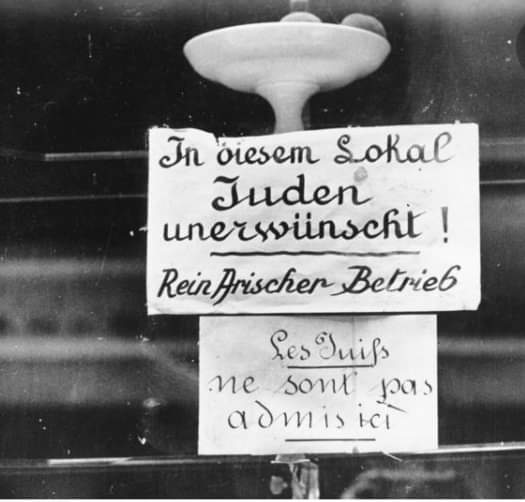 In diesem Lokal
Juden
unerwünscht!
Rein Arischer Betrieb
Les Juifs
ne sont pas
admis ici